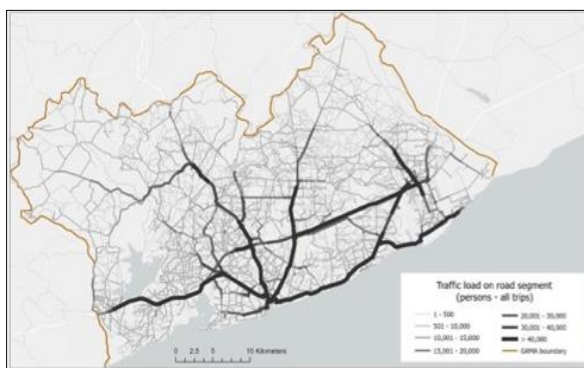 Traffic load on road segment
(persons - all trips)
1 - 500
501 - 10,000
10,001 - 15,000
15,001 - 20,000
20,001 - 30,000
30,001 - 40,000
> 40,000
GAMA boundary
0 2.5 5 10 Kilometers